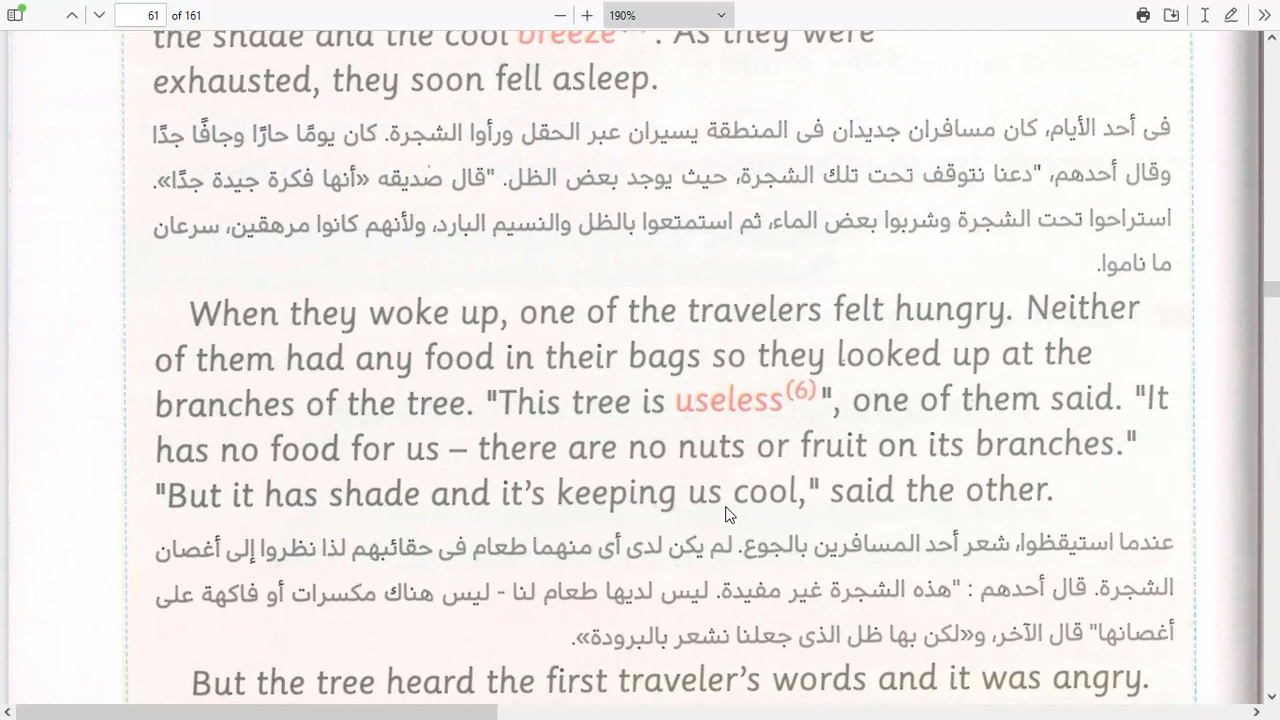 61 of 161
190%
the shade and the cool breeze . As they were
exhausted, they soon fell asleep.
فى أحد الأيام، كان مسافران جديدان فى المنطقة يسيران عبر الحقل ورأوا الشجرة. كان يومًا حارًا وجافًا جدًا
وقال أحدهم، "دعنا نتوقف تحت تلك الشجرة، حيث يوجد بعض الظل. "قال صديقه «أنها فكرة جيدة جدًا».
استراحوا تحت الشجرة وشربوا بعض الماء، ثم استمتعوا بالظل والنسيم البارد، ولأنهم كانوا مرهقين، سرعان
ما ناموا.
When they woke up, one of the travelers felt hungry. Neither
of them had any food in their bags so they looked up at the
branches of the tree. "This tree is useless(6)", one of them said. "It
has no food for us – there are no nuts or fruit on its branches."
"But it has shade and it's keeping us cool," said the other.
عندما استيقظوا، شعر أحد المسافرين بالجوع. لم يكن لدى أى منهما طعام فى حقائبهم لذا نظروا إلى أغصان
الشجرة. قال أحدهم : "هذه الشجرة غير مفيدة. ليس لديها طعام لنا - ليس هناك مكسرات أو فاكهة على
أغصانها" قال الآخر، و«لكن بها ظل الذى جعلنا نشعر بالبرودة».
But the tree heard the first traveler's words and it was angry.